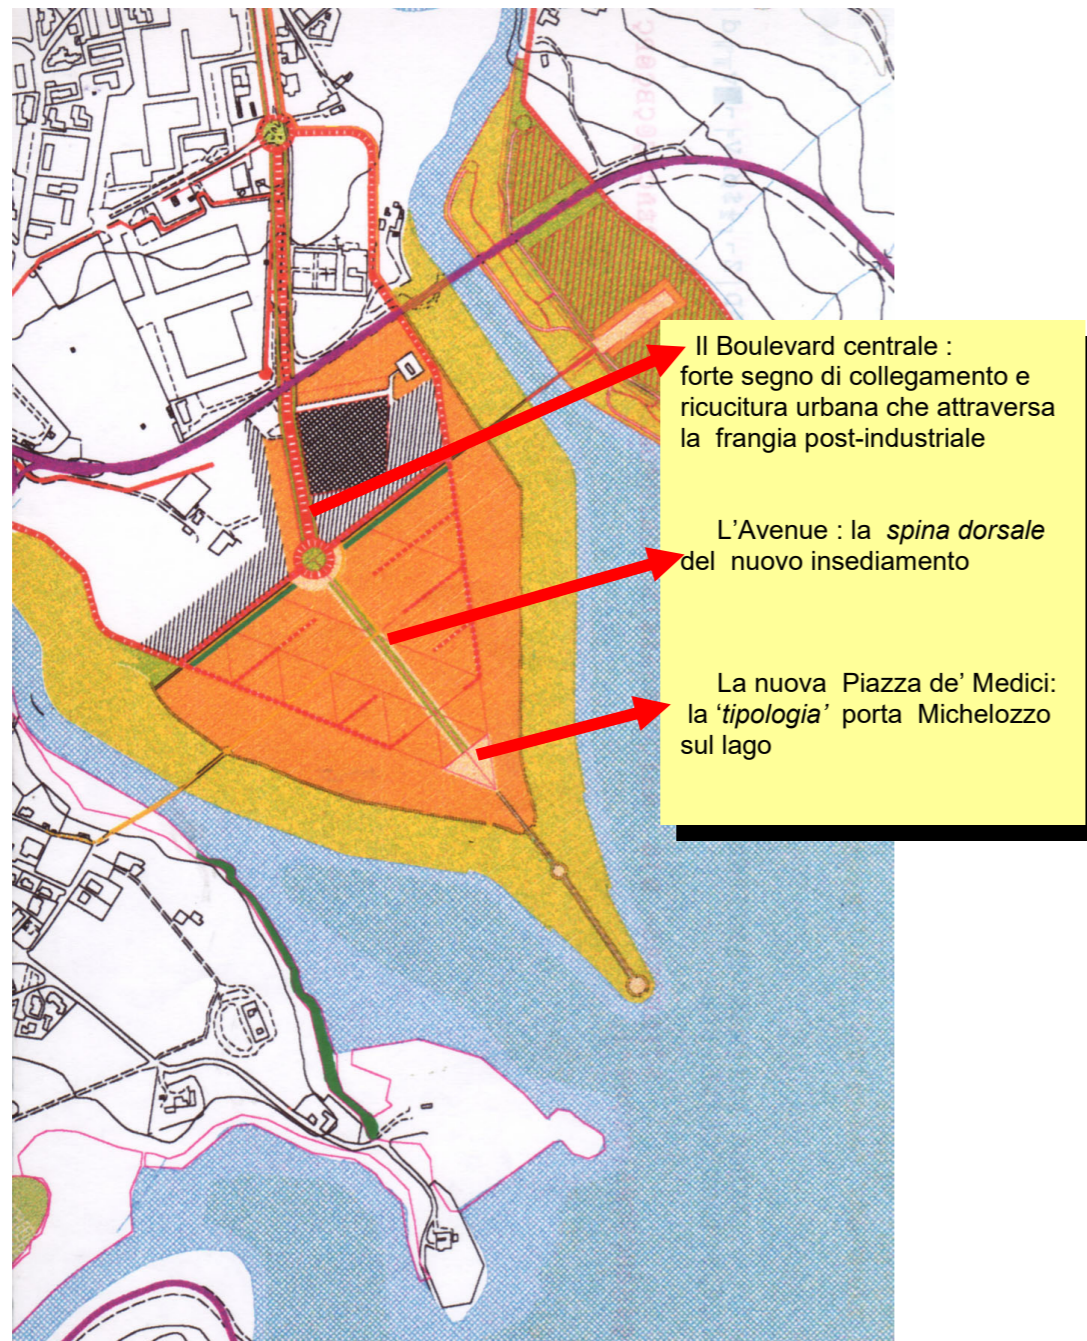 Il Boulevard centrale :
forte segno di collegamento e
ricucitura urbana che attraversa
la frangia post-industriale
L’Avenue : la spina dorsale
del nuovo insediamento
La nuova Piazza de’ Medici:
la ‘tipologia’ porta Michelozzo
sul lago